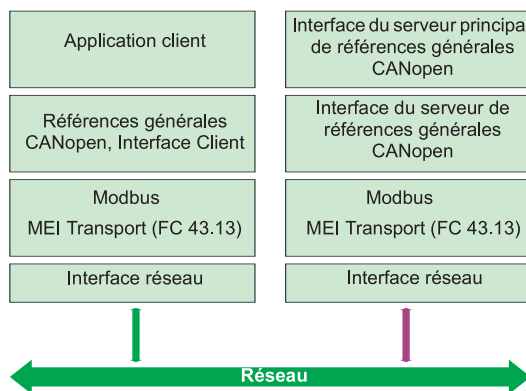 Application client
Références générales
CANopen, Interface Client
Modbus
MEI Transport (FC 43.13)
Interface réseau
Interface du serveur principal
de références générales
CANopen
Interface du serveur de
références générales
CANopen
Modbus
MEI Transport (FC 43.13)
Interface réseau
Réseau